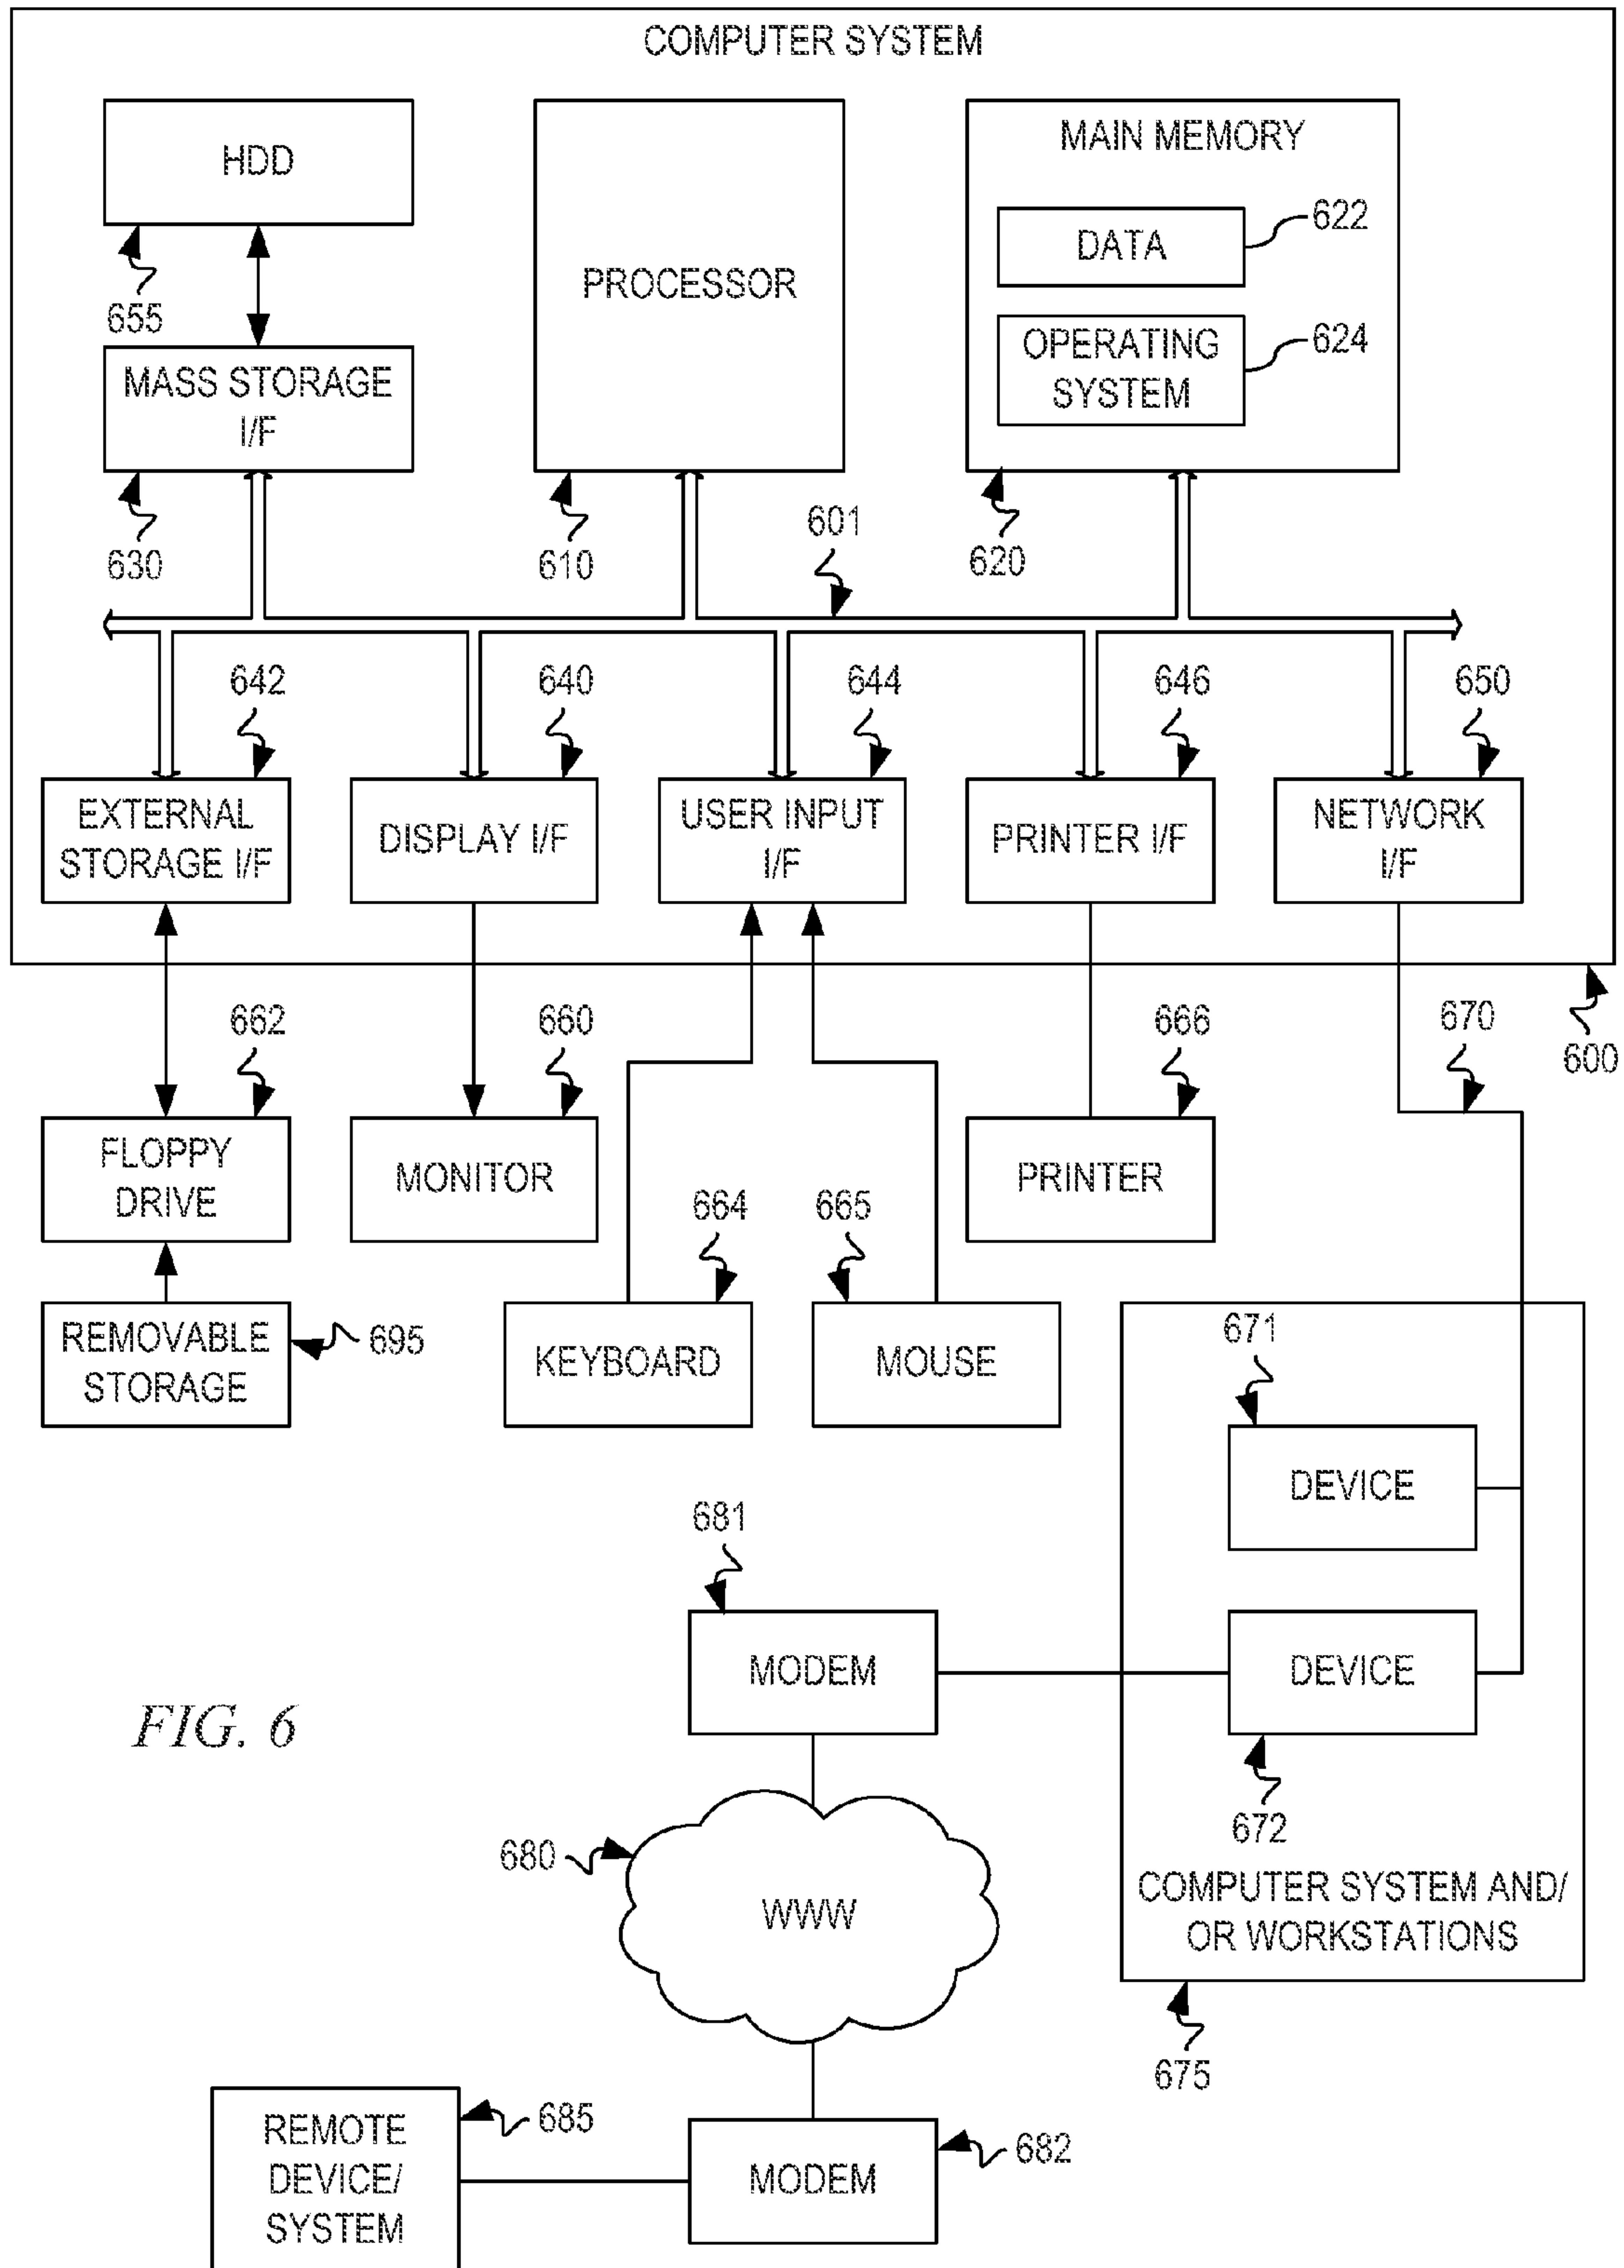 COMPUTER SYSTEM
HDD
PROCESSOR
MAIN MEMORY
DATA
622
OPERATING
SYSTEM
624
655
MASS STORAGE
I/F
630
610
601
620
642
640
644
646
650
EXTERNAL
STORAGE I/F
DISPLAY I/F
USER INPUT
I/F
PRINTER I/F
NETWORK
I/F
662
660
666
670
600
FLOPPY
DRIVE
MONITOR
PRINTER
664
665
REMOVABLE
STORAGE
695
KEYBOARD
MOUSE
671
DEVICE
681
MODEM
DEVICE
FIG. 6
672
680
WWW
COMPUTER SYSTEM AND/
OR WORKSTATIONS
675
REMOTE
DEVICE/
SYSTEM
685
MODEM
682